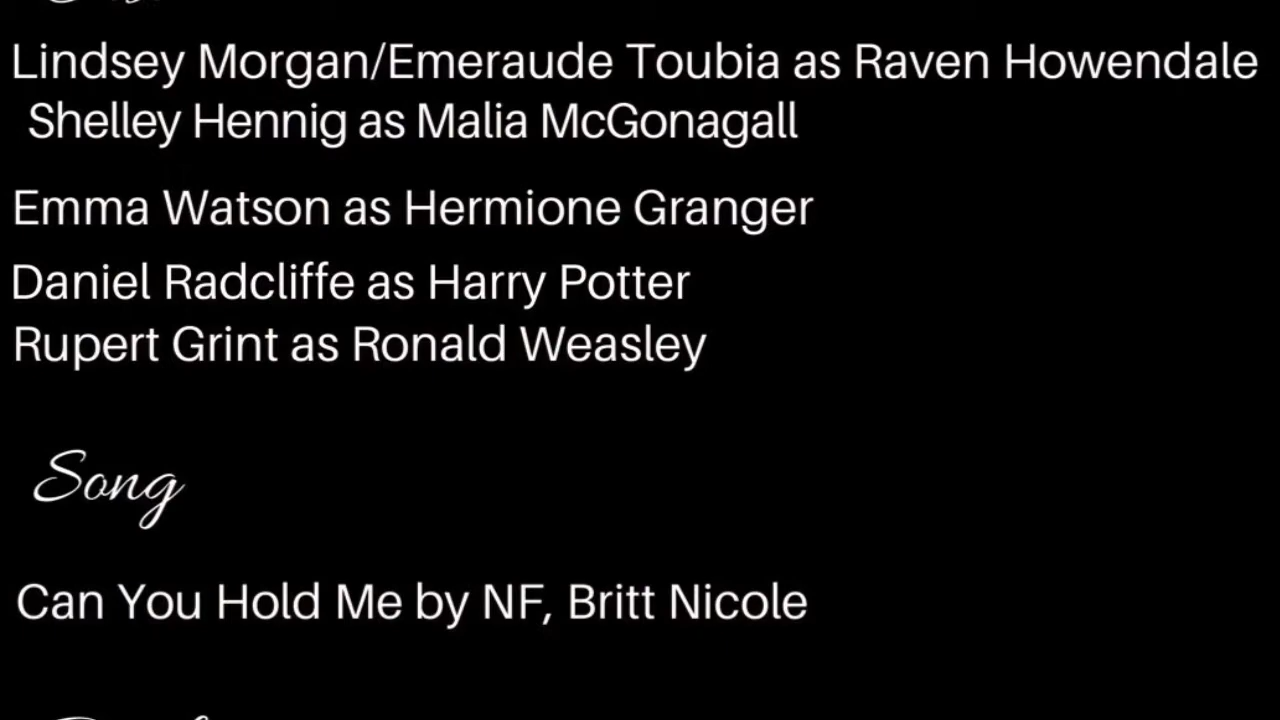 Lindsey Morgan/Emeraude Toubia as Raven Howendale
Shelley Hennig as Malia McGonagall
Emma Watson as Hermione Granger
Daniel Radcliffe as Harry Potter
Rupert Grint as Ronald Weasley
Song
Can You Hold Me by NF, Britt Nicole